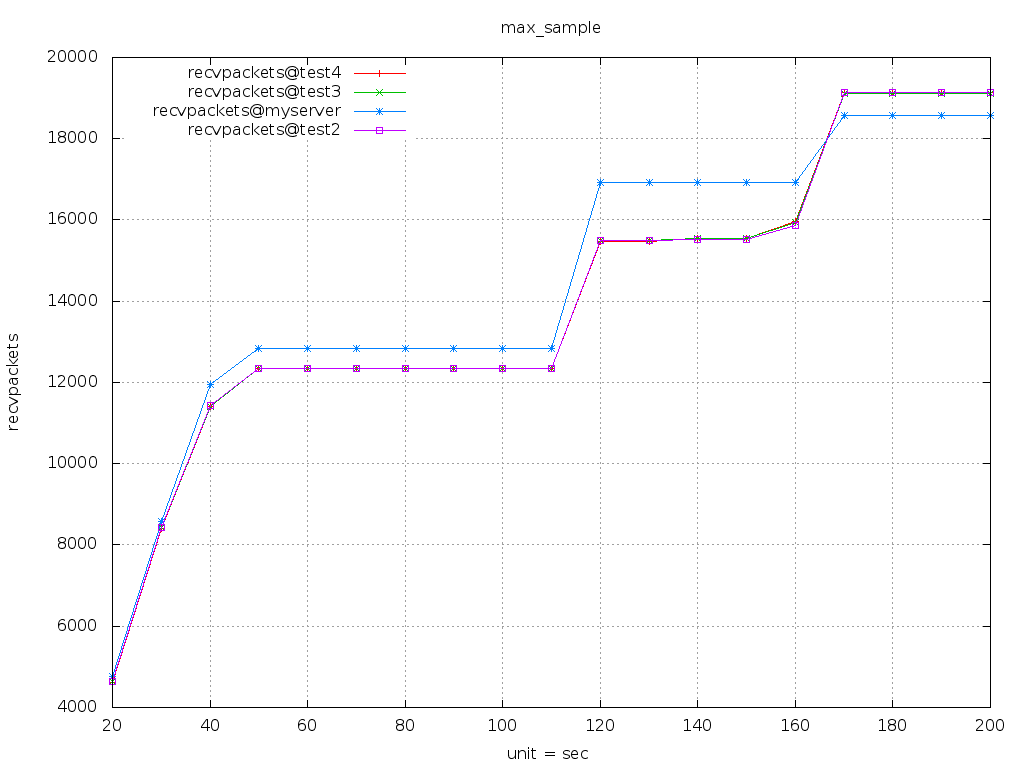 max_sample
20000
18000
16000
14000
12000
10000
8000
6000
4000
recvpackets
recvpackets@test4
recvpackets@test3
recvpackets@myserver
recvpackets@test2
20 40 60 80 100 120 140 160 180 200
unit = sec